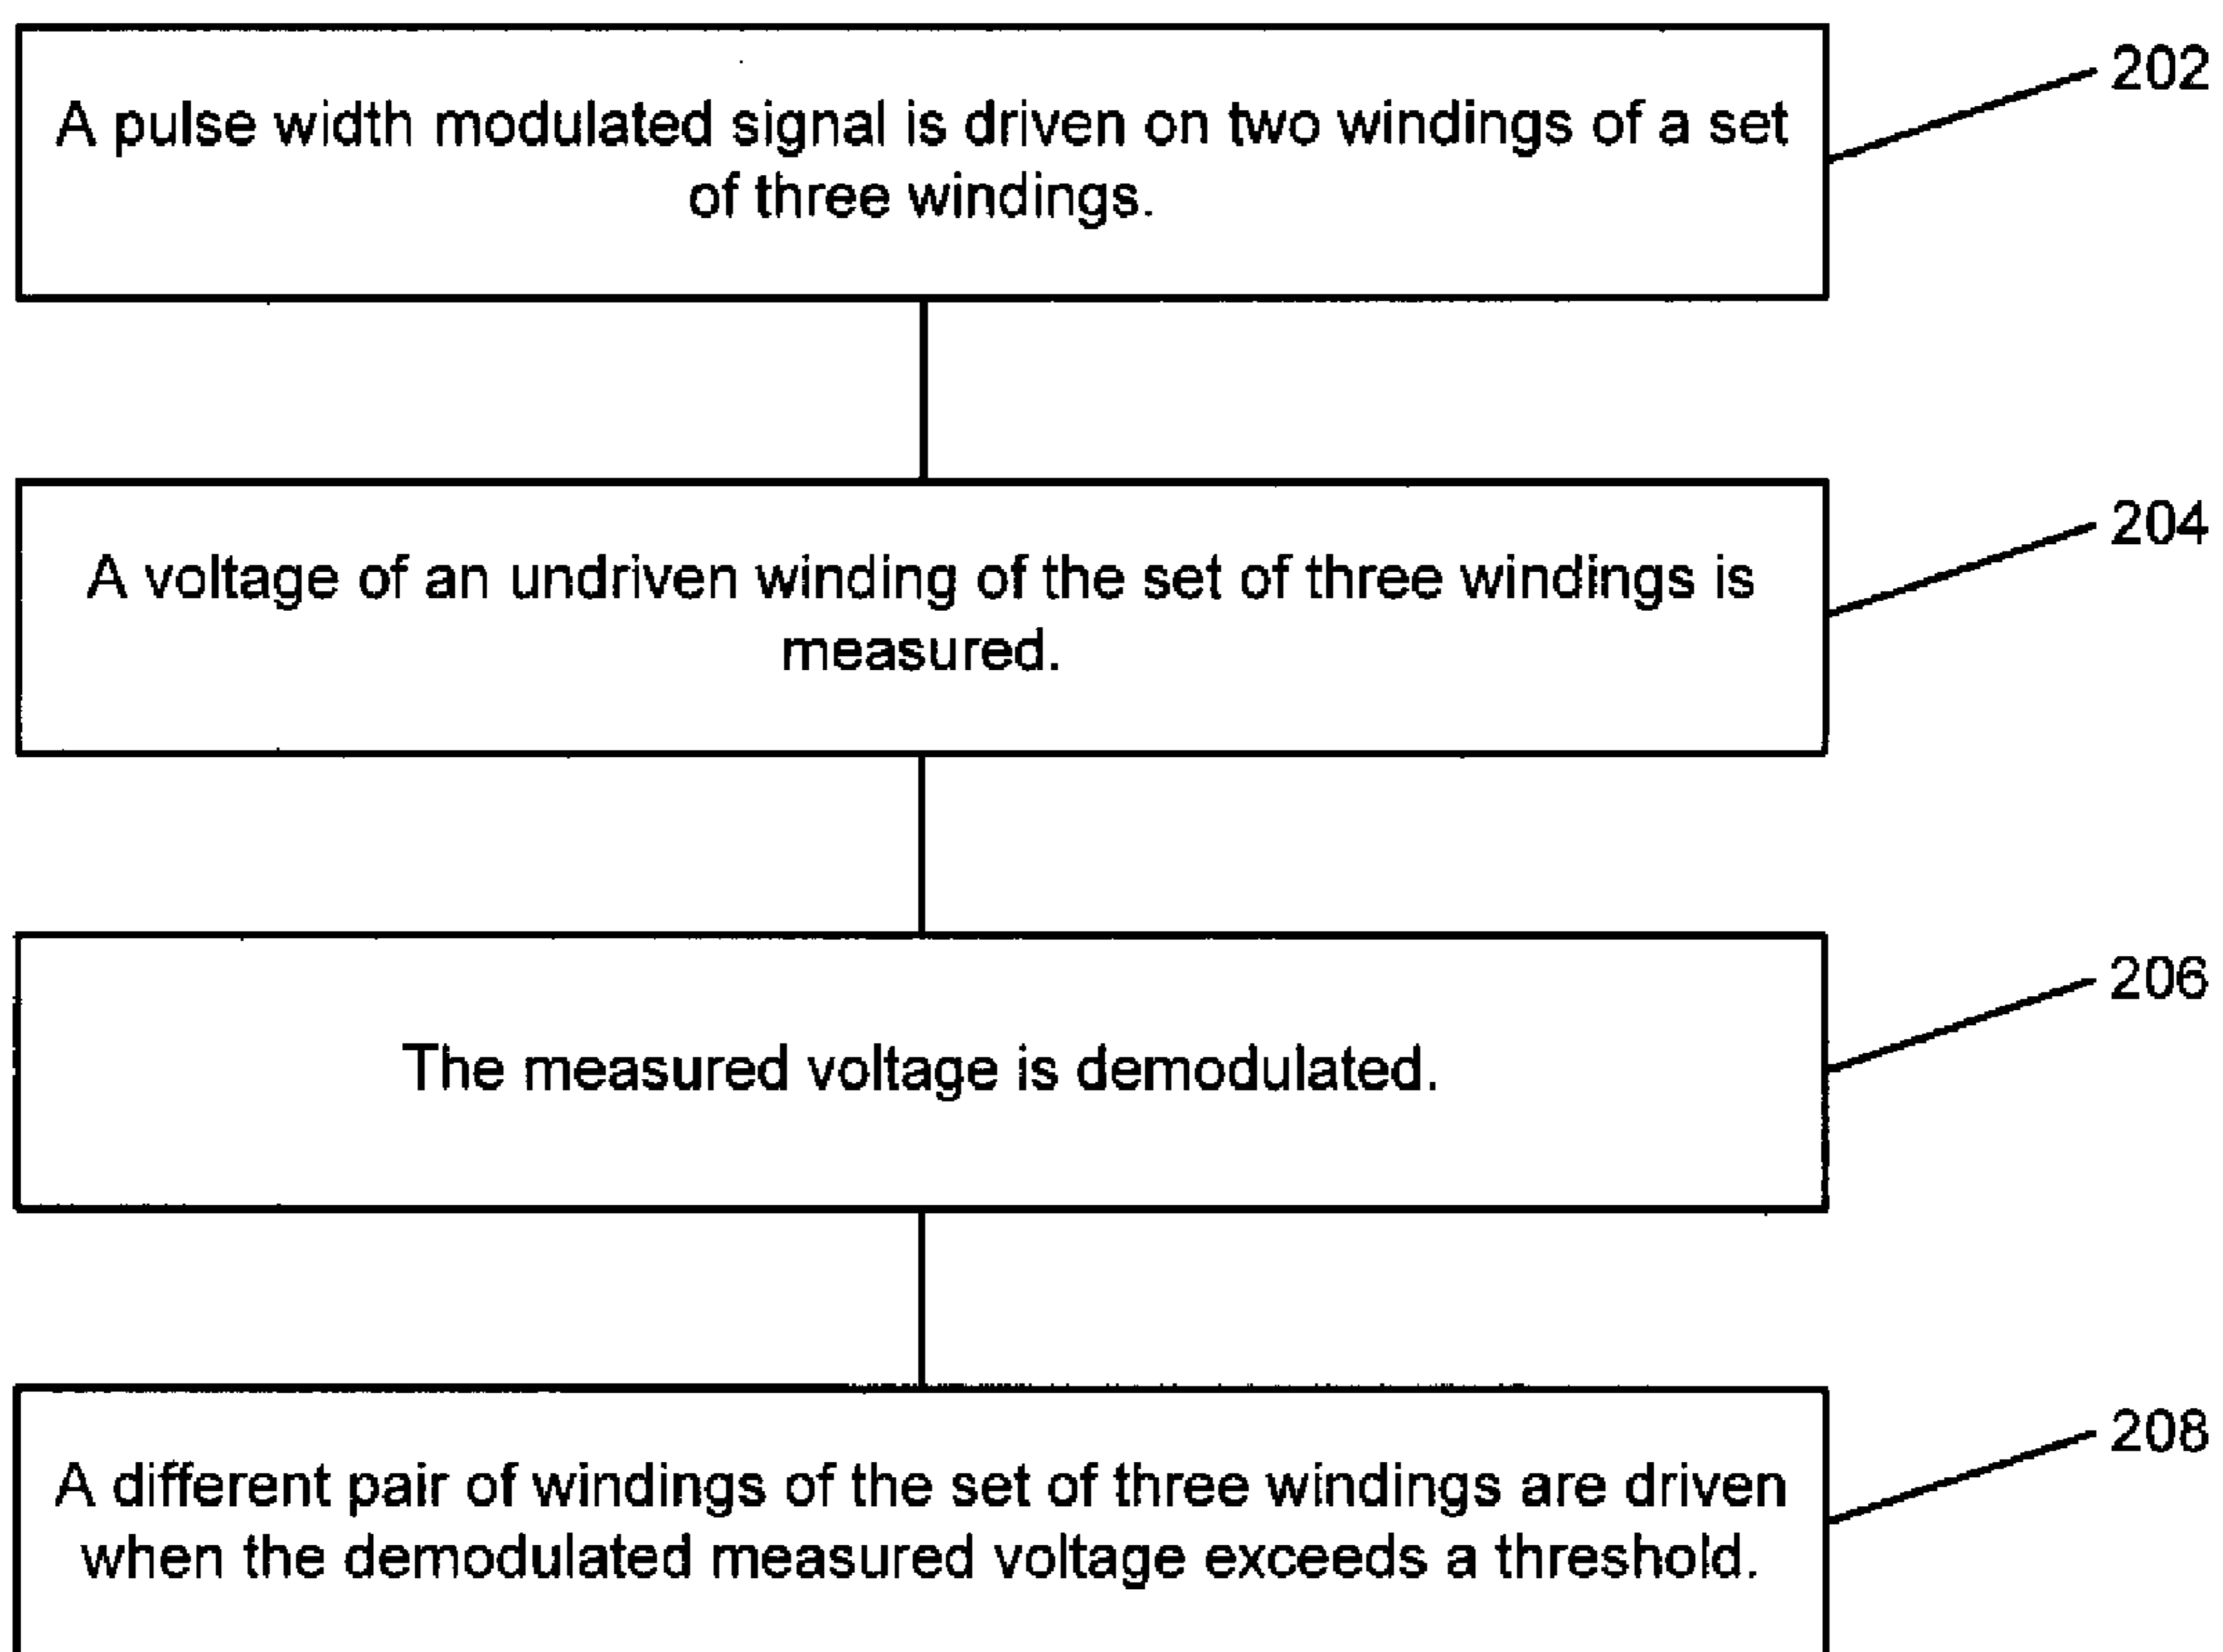 202
A pulse width modulated signal is driven on two windings of a set
of three windings.
204
A voltage of an undriven winding of the set of three windings is
measured.
206
The measured voltage is demodulated.
208
A different pair of windings of the set of three windings are driven
when the demodulated measured voltage exceeds a threshold.